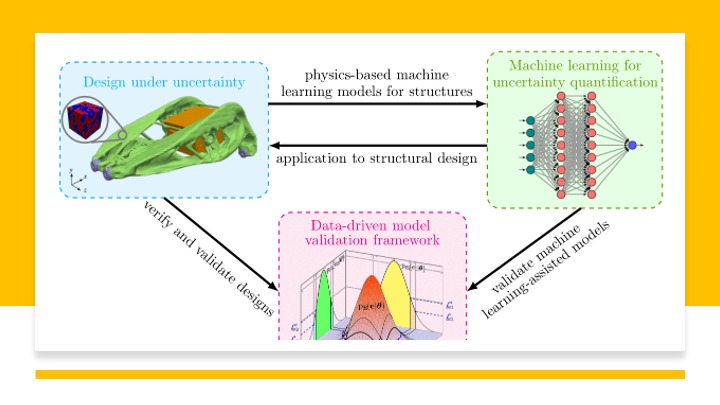 Design under uncertainty
physics-based machine
learning models for structures
Machine learning for
uncertainty quantification
application to structural design
verify and validate designs
Data-driven model
validation framework
validate machine
learning-assisted models